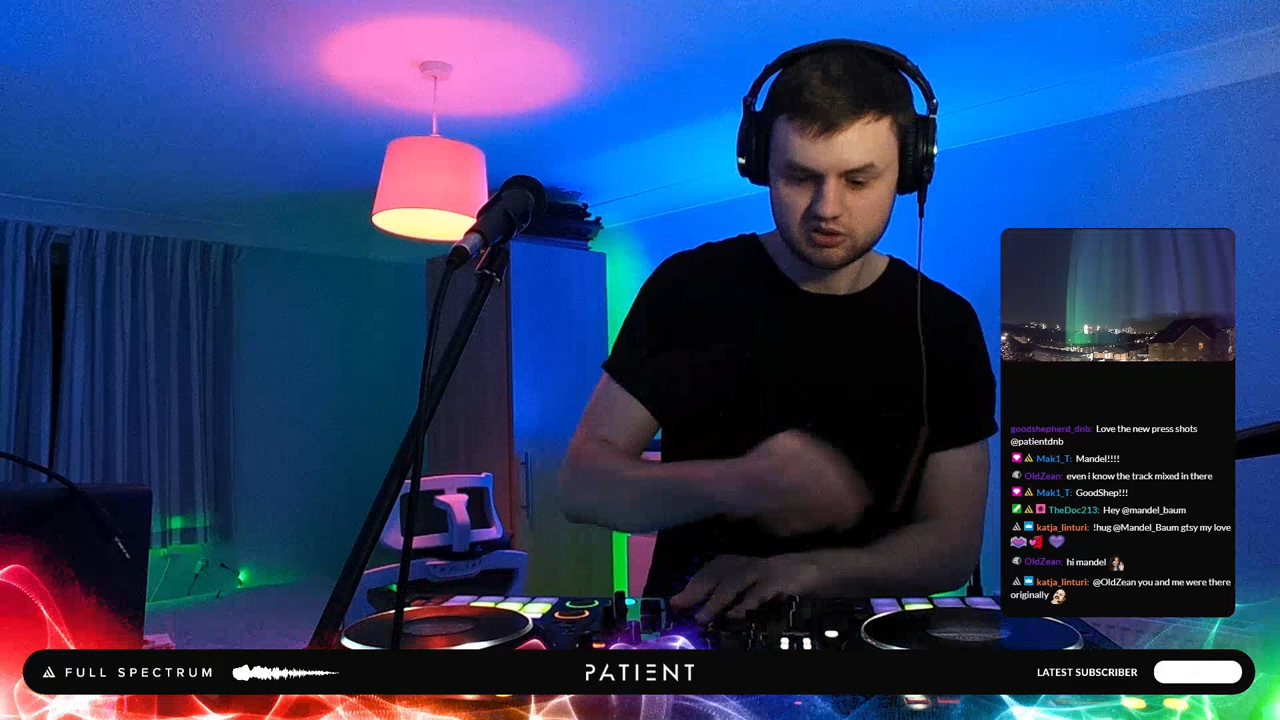 goodshepherd_dnb: Love the new press shots
@patientdnb
Mak1_T: Mandel!!!!
OldZean: even i know the track mixed in there
Mak1_T: GoodShep!!!
TheDoc213: Hey @mandel_baum
katja_linturi: !hug @Mandel_Baum gtsy my love
OldZean: hi mandel
katja_linturi: @OldZean you and me were there
originally
FULL SPECTRUM
PATIENT
LATEST SUBSCRIBER